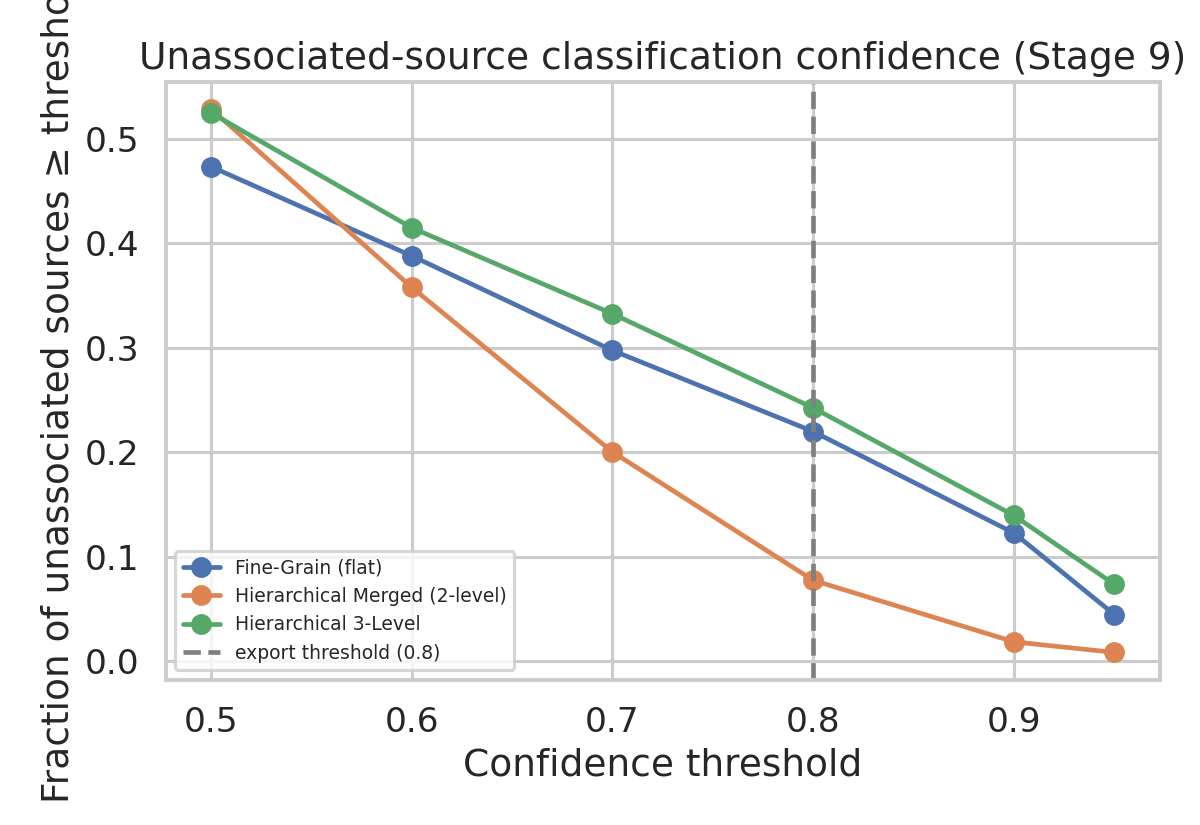 Unassociated-source classification confidence (Stage 9)
Fraction of unassociated sources ≥
0.5
0.4
0.3
0.2
0.1
0.0
Fine-Grain (flat)
Hierarchical Merged (2-level)
Hierarchical 3-Level
export threshold (0.8)
0.5 0.6 0.7 0.8 0.9
Confidence threshold